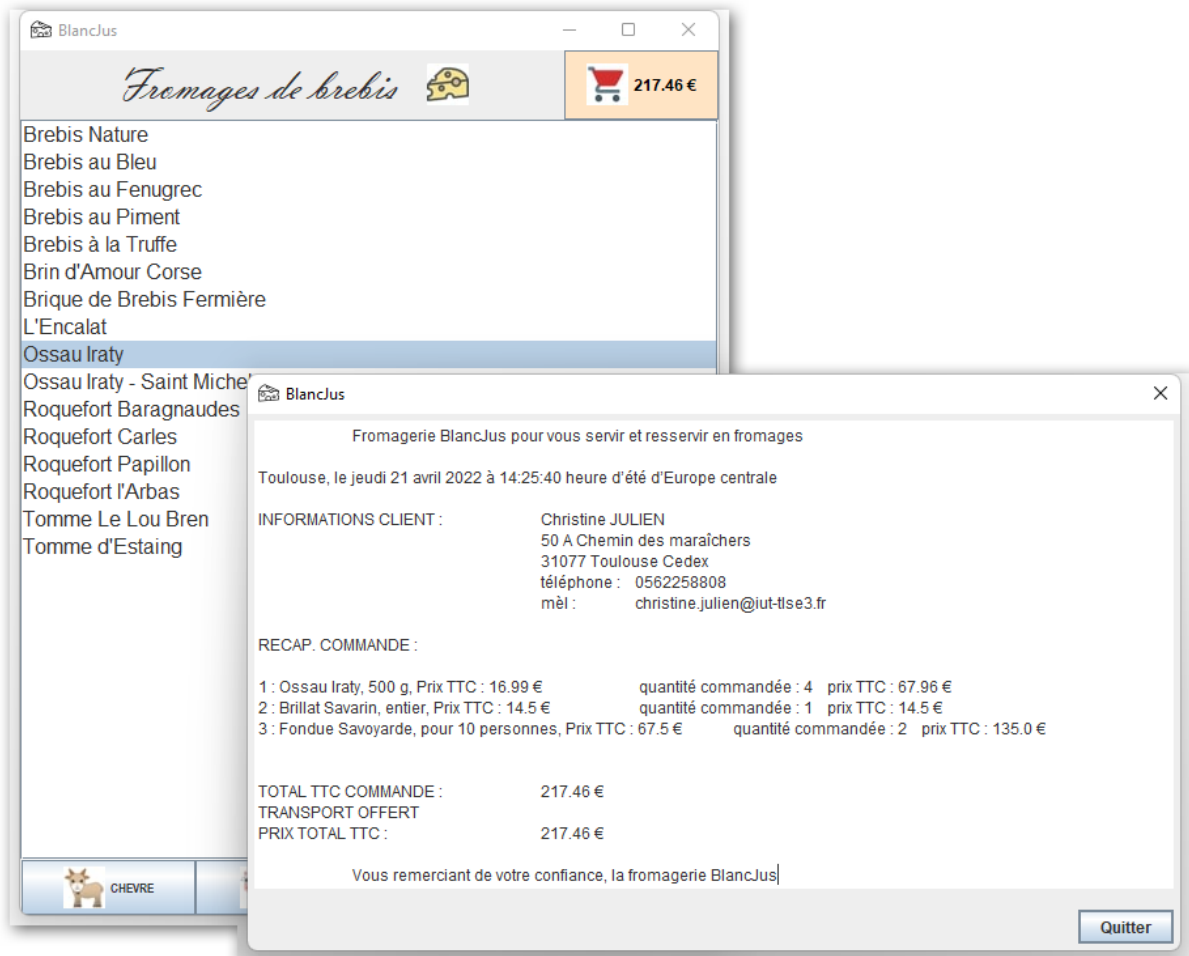 BlancJus
Fromages de brebis
217.46 €
Brebis Nature
Brebis au Bleu
Brebis au Fenugrec
Brebis au Piment
Brebis à la Truffe
Brin d'Amour Corse
Brique de Brebis Fermière
L'Encalat
Ossau Iraty
Ossau Iraty - Saint Michel
Roquefort Baragnaudes
Roquefort Carles
Roquefort Papillon
Roquefort l'Arbas
Tomme Le Lou Bren
Tomme d'Estaing
CHEVRE
BlancJus
Fromagerie BlancJus pour vous servir et resservir en fromages
Toulouse, le jeudi 21 avril 2022 à 14:25:40 heure d'été d'Europe centrale
INFORMATIONS CLIENT : Christine JULIEN
50 A Chemin des maraîchers
31077 Toulouse Cedex
téléphone : 0562258808
mèl : christine.julien@iut-tlse3.fr
RECAP. COMMANDE :
1 : Ossau Iraty, 500 g, Prix TTC : 16.99 € quantité commandée : 4 prix TTC : 67.96 €
2 : Brillat Savarin, entier, Prix TTC : 14.5 € quantité commandée : 1 prix TTC : 14.5 €
3 : Fondue Savoyarde, pour 10 personnes, Prix TTC : 67.5 € quantité commandée : 2 prix TTC : 135.0 €
TOTAL TTC COMMANDE : 217.46 €
TRANSPORT OFFERT
PRIX TOTAL TTC : 217.46 €
Vous remerciant de votre confiance, la fromagerie BlancJus
Quitter